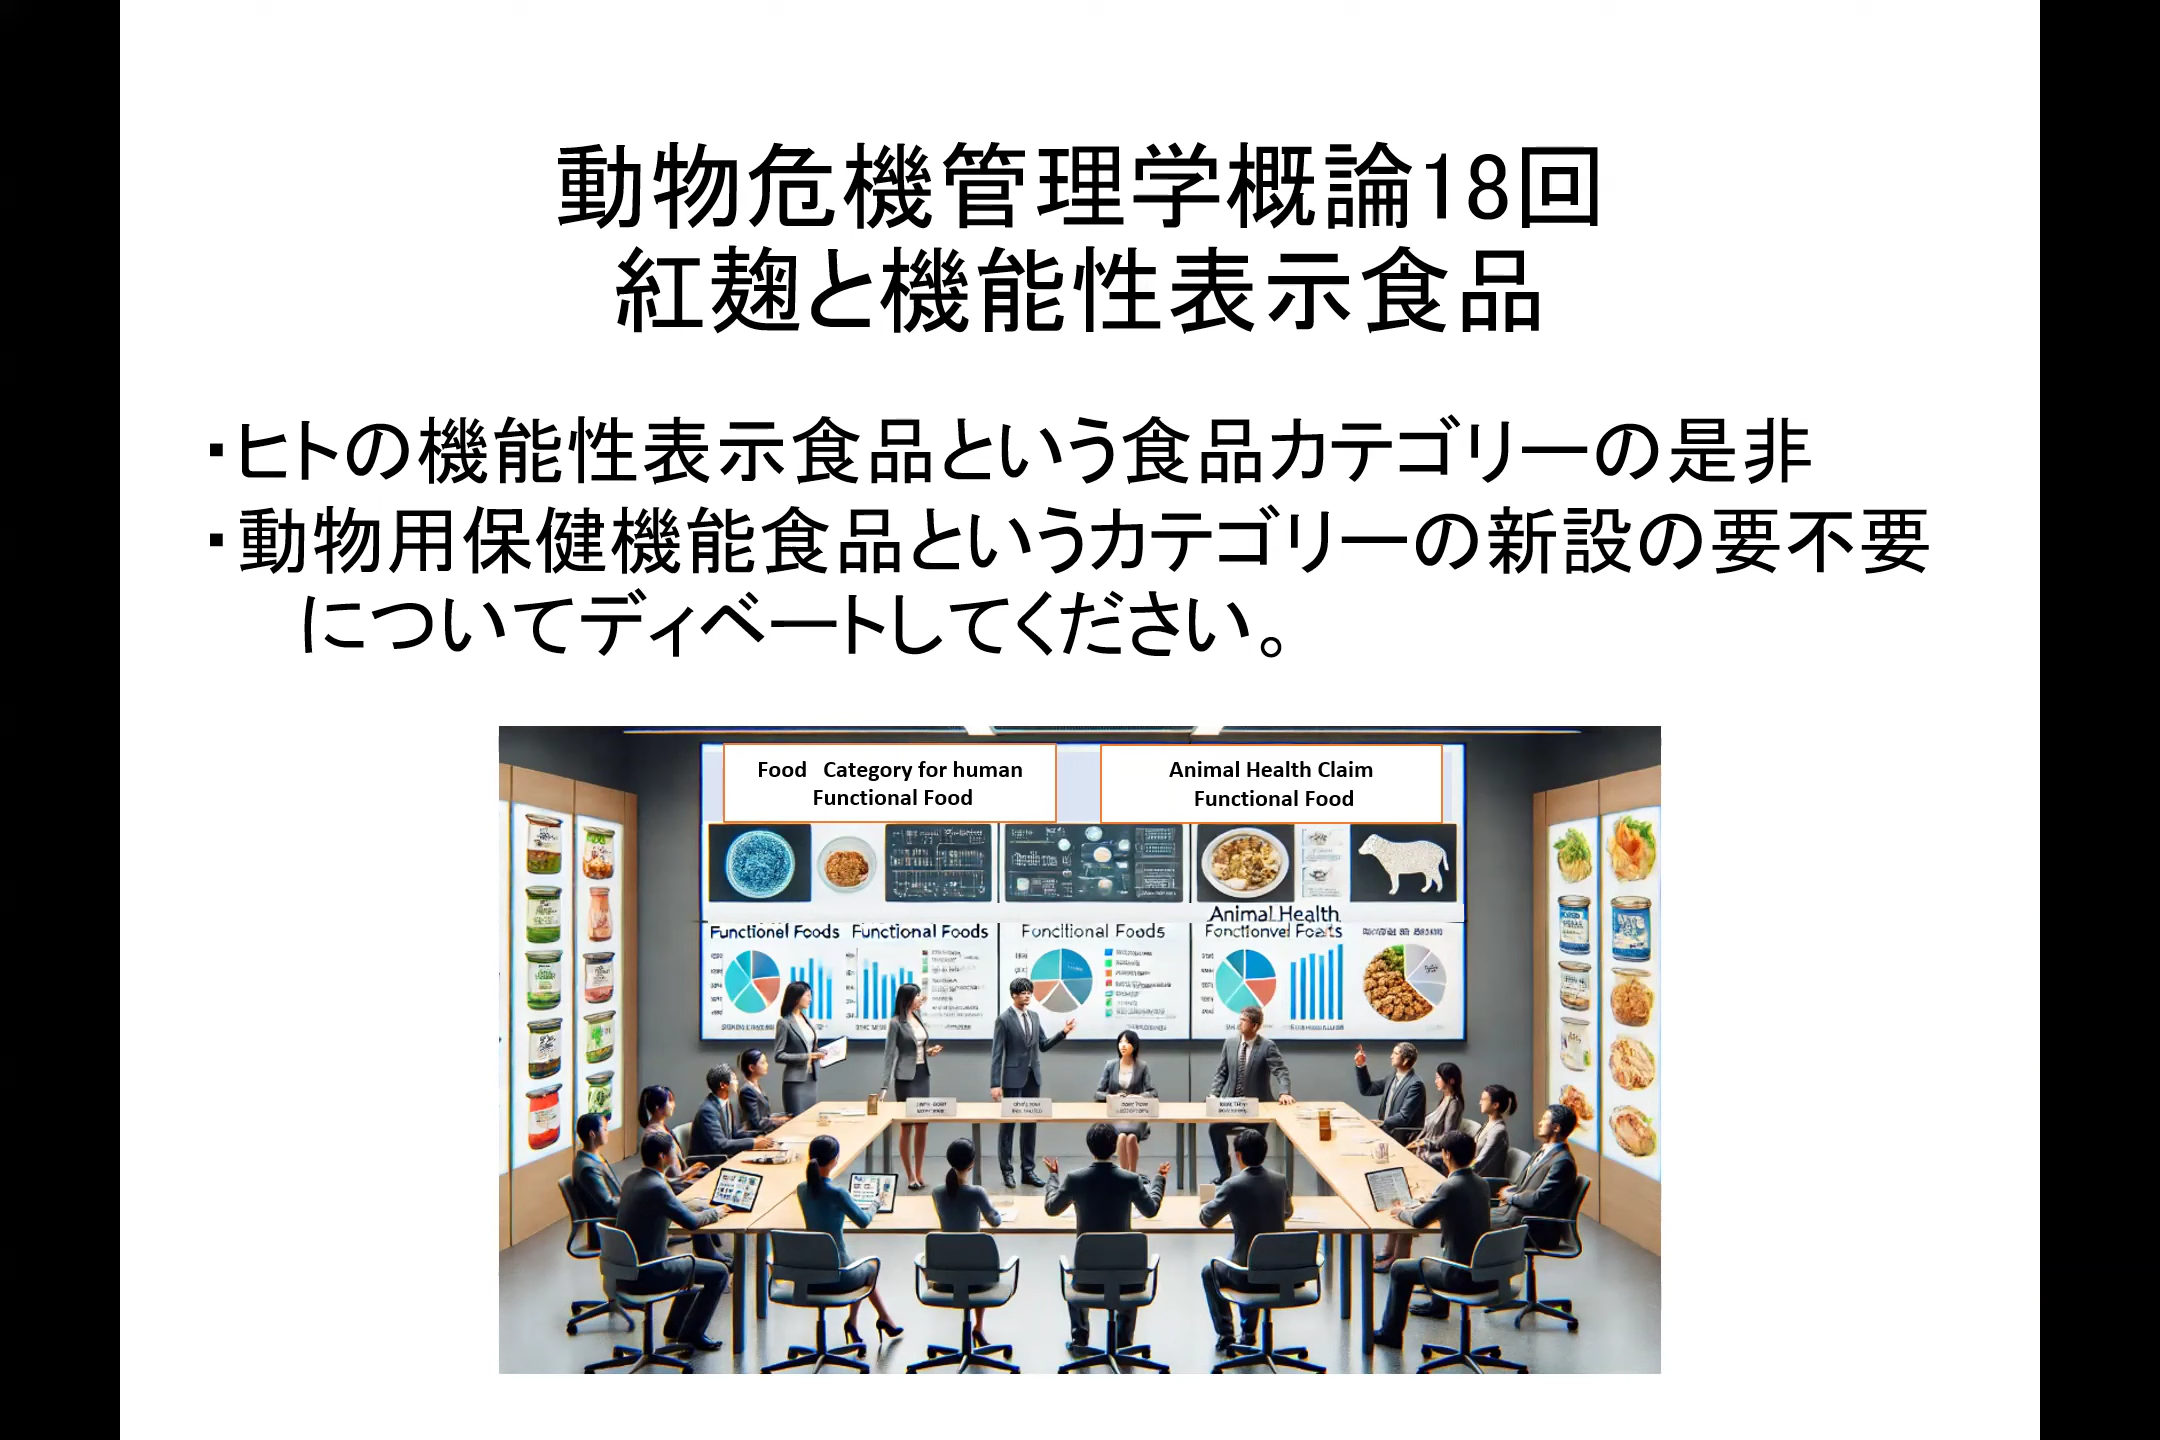 動物危機管理学概論18回
紅麹と機能性表示食品
・ヒトの機能性表示食品という食品カテゴリーの是非
・動物用保健機能食品というカテゴリーの新設の要不要
についてディベートしてください。
Food Category for human
Functional Food
Animal Health Claim
Functional Food
Animal Health
Functionel Foods
Functional Foods
Foncitional Foods
Fonctionvel Foaits